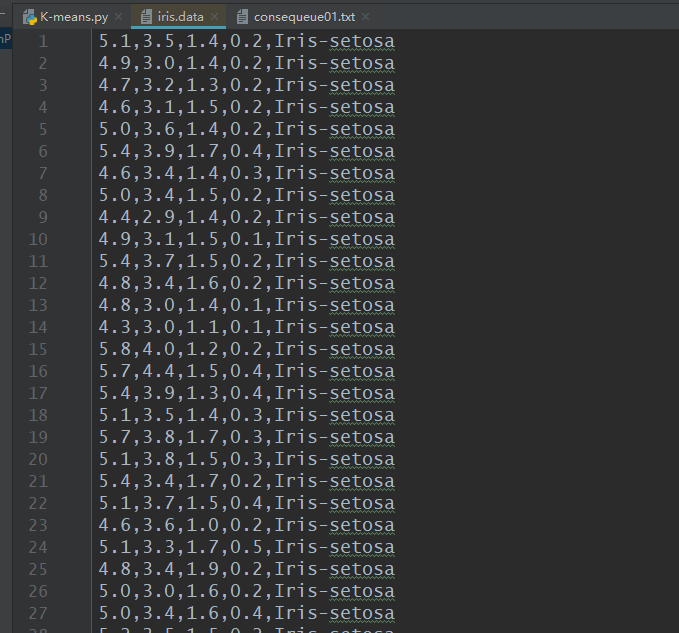 K-means.py iris.data consequeue01.txt
1 5.1,3.5,1.4,0.2,Iris-setosa
2 4.9,3.0,1.4,0.2,Iris-setosa
3 4.7,3.2,1.3,0.2,Iris-setosa
4 4.6,3.1,1.5,0.2,Iris-setosa
5 5.0,3.6,1.4,0.2,Iris-setosa
6 5.4,3.9,1.7,0.4,Iris-setosa
7 4.6,3.4,1.4,0.3,Iris-setosa
8 5.0,3.4,1.5,0.2,Iris-setosa
9 4.4,2.9,1.4,0.2,Iris-setosa
10 4.9,3.1,1.5,0.1,Iris-setosa
11 5.4,3.7,1.5,0.2,Iris-setosa
12 4.8,3.4,1.6,0.2,Iris-setosa
13 4.8,3.0,1.4,0.1,Iris-setosa
14 4.3,3.0,1.1,0.1,Iris-setosa
15 5.8,4.0,1.2,0.2,Iris-setosa
16 5.7,4.4,1.5,0.4,Iris-setosa
17 5.4,3.9,1.3,0.4,Iris-setosa
18 5.1,3.5,1.4,0.3,Iris-setosa
19 5.7,3.8,1.7,0.3,Iris-setosa
20 5.1,3.8,1.5,0.3,Iris-setosa
21 5.4,3.4,1.7,0.2,Iris-setosa
22 5.1,3.7,1.5,0.4,Iris-setosa
23 4.6,3.6,1.0,0.2,Iris-setosa
24 5.1,3.3,1.7,0.5,Iris-setosa
25 4.8,3.4,1.9,0.2,Iris-setosa
26 5.0,3.0,1.6,0.2,Iris-setosa
27 5.0,3.4,1.6,0.4,Iris-setosa